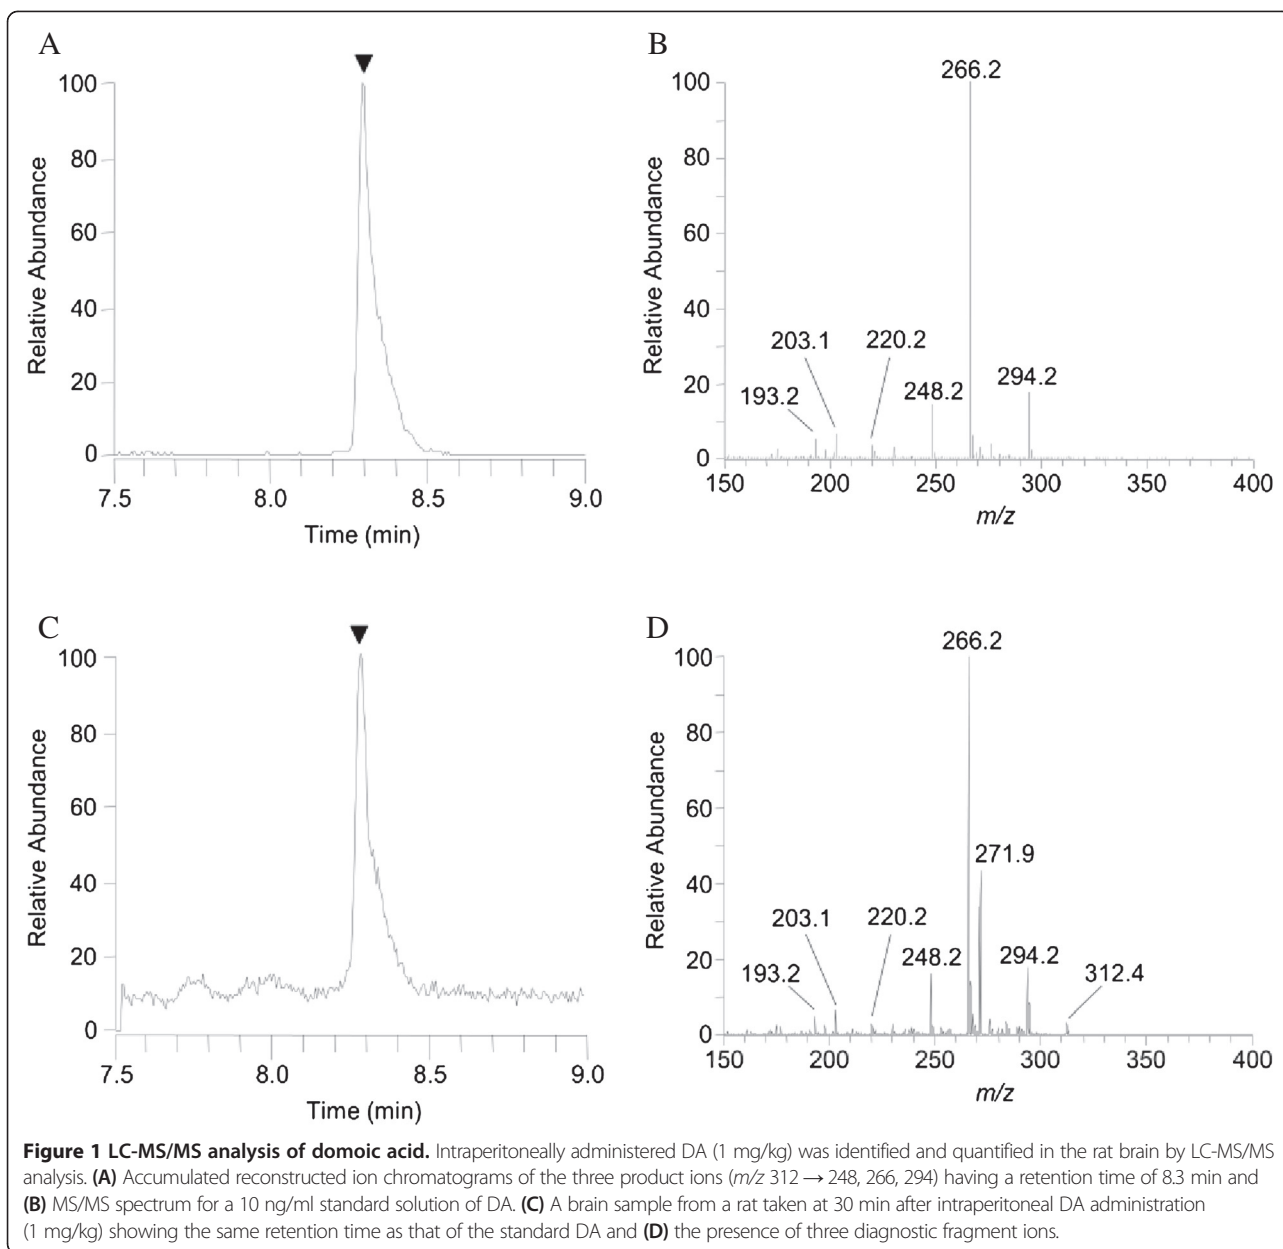 A
Relative Abundance
100
80
60
40
20
0
7.5 8.0 8.5 9.0
Time (min)
B
Relative Abundance
100
80
60
40
20
0
266.2
203.1 220.2
193.2 248.2 294.2
150 200 250 300 350 400
m/z
C
Relative Abundance
100
80
60
40
20
0
7.5 8.0 8.5 9.0
Time (min)
D
Relative Abundance
100
80
60
40
20
0
266.2
271.9
203.1 220.2
193.2 248.2 294.2 312.4
150 200 250 300 350 400
m/z
Figure 1 LC-MS/MS analysis of domoic acid. Intraperitoneally administered DA (1 mg/kg) was identified and quantified in the rat brain by LC-MS/MS
analysis. (A) Accumulated reconstructed ion chromatograms of the three product ions (m/z 312 → 248, 266, 294) having a retention time of 8.3 min and
(B) MS/MS spectrum for a 10 ng/ml standard solution of DA. (C) A brain sample from a rat taken at 30 min after intraperitoneal DA administration
(1 mg/kg) showing the same retention time as that of the standard DA and (D) the presence of three diagnostic fragment ions.